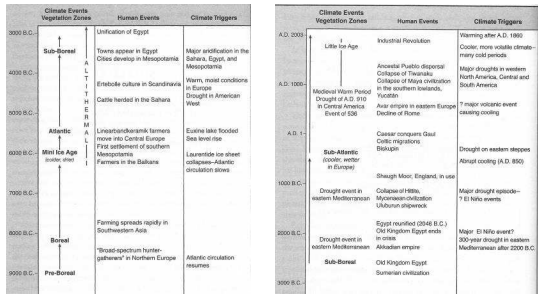 Climate Events
Vegetation Zones
Human Events
Climate Triggers
3000 B.C.
Unification of Egypt
Sub-Boreal
Towns appear in Egypt
Cities develop in Mesopotamia
Major aridification in the
Sahara, Egypt, and
Mesopotamia
4000 B.C.
ALTITHERMAL
Ertebolle culture in Scandinavia
Warm, moist conditions
in Europe
Cattle herded in the Sahara
Drought in American
West
5000 B.C.
Atlantic
Linearbandkeramik farmers
move into Central Europe
First settlement of southern
Mesopotamia
Farmers in the Balkans
Euxine lake flooded
Sea level rise
Mini Ice Age
(colder, drier)
6000 B.C.
Laurentide ice sheet
collapses–Atlantic
circulation slows
7000 B.C.
8000 B.C.
Farming spreads rapidly in
Southwestern Asia
Boreal
"Broad-spectrum hunter-
gatherers" in Northern Europe
Atlantic circulation
resumes
9000 B.C.
Pre-Boreal
Climate Events
Vegetation Zones
Human Events
Climate Triggers
A.D. 2003
Little Ice Age
Industrial Revolution
Warming after A.D. 1860
Cooler, more volatile climate–
many cold periods
Ancestral Pueblo dispersal
Collapse of Tiwanaku
Collapse of Maya civilization
in the southern lowlands,
Yucatán
Major droughts in western
North America, Central and
South America
A.D. 1000
Medieval Warm Period
Drought of A.D. 910
in Central America
Event of 536
Avar empire in eastern Europe
Decline of Rome
? major volcanic event
causing cooling
A.D. 1
Caesar conquers Gaul
Celtic migrations
Biskupin
Drought on eastern steppes
Sub-Atlantic
(cooler, wetter
in Europe)
Abrupt cooling (A.D. 850)
Sheugh Moor, England, in use
1000 B.C.
Drought event in
eastern Mediterranean
Collapse of Hittite,
Mycenaean civilization
Uluburun shipwreck
Major drought episode–
? El Niño events
2000 B.C.
Egypt reunified (2046 B.C.)
Old Kingdom Egypt ends
in crisis
Drought event in
eastern Mediterranean
Akkadian empire
Major El Niño event?
300-year drought in eastern
Mediterranean after 2200 B.C.
Sub-Boreal
Old Kingdom Egypt
Sumerian civilization
3000 B.C.